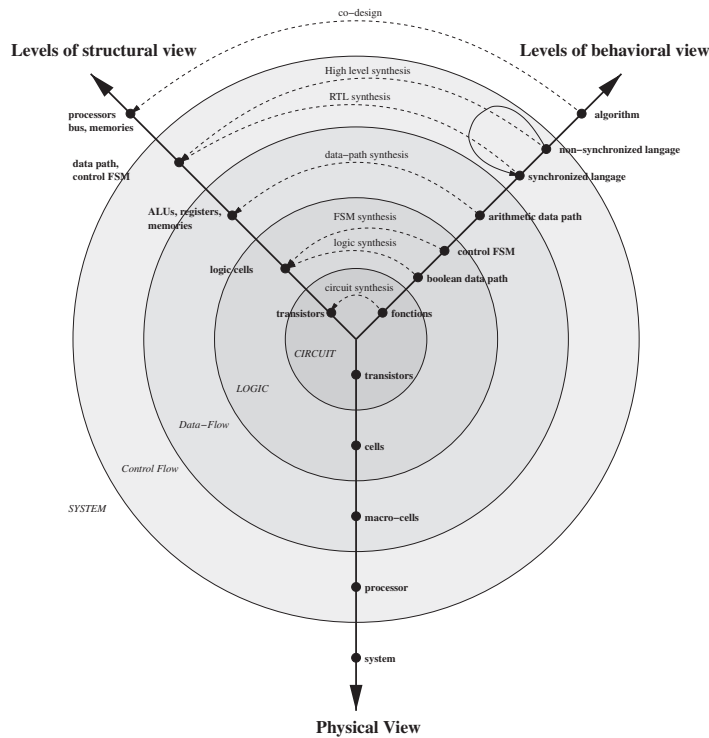 co−design
Levels of structural view
Levels of behavioral view
High level synthesis
RTL synthesis
processors
bus, memories
algorithm
non−synchronized langage
data−path synthesis
data path,
control FSM
synchronized langage
ALUs, registers,
memories
FSM synthesis
arithmetic data path
logic synthesis
control FSM
logic cells
boolean data path
circuit synthesis
transistors
fonctions
CIRCUIT
transistors
LOGIC
Data−Flow
cells
Control Flow
SYSTEM
macro−cells
processor
system
Physical View